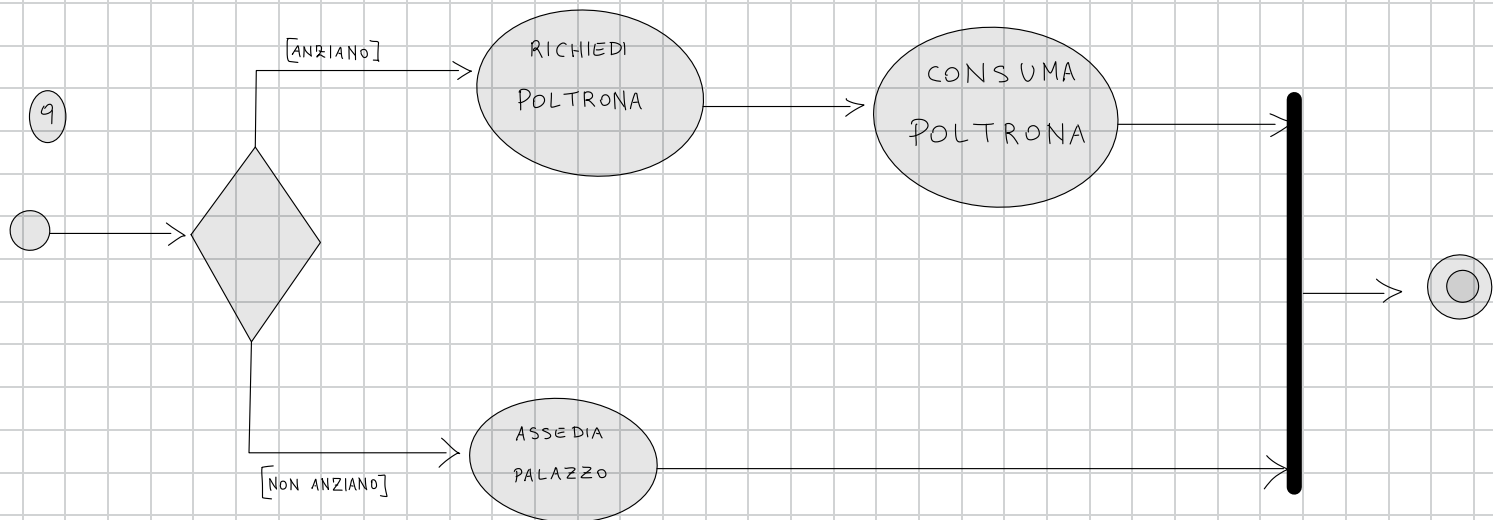 [ANZIANO]
RICHIEDI
POLTRONA
CONSUMA
POLTRONA
9
ASSEDIA
PALAZZO
[NON ANZIANO]